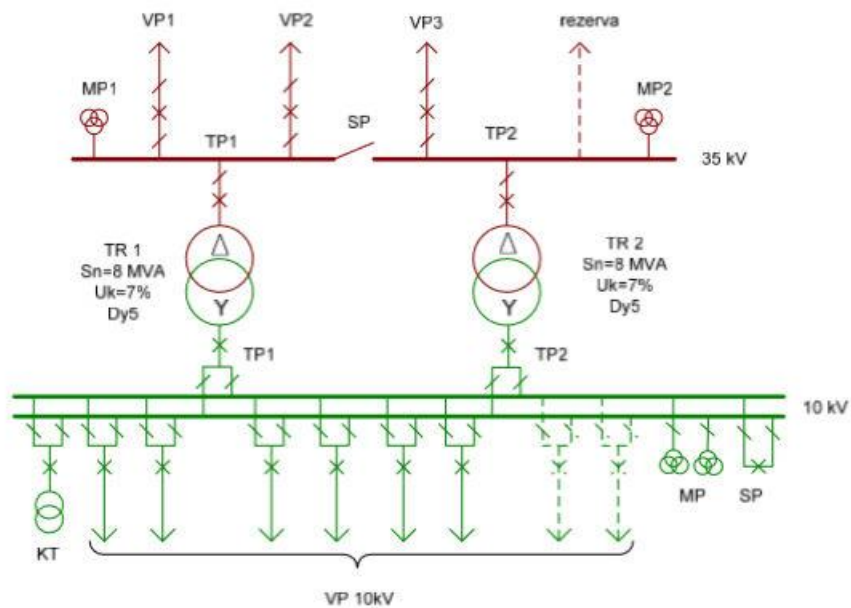 VP1
VP2
VP3
rezerva
MP1
MP2
SP
TP1
TP2
35 kV
Δ
Δ
TR 1
Sn=8 MVA
Uk=7%
Dy5
TR 2
Sn=8 MVA
Uk=7%
Dy5
Y
Y
TP1
TP2
10 kV
MP
SP
KT
VP 10kV